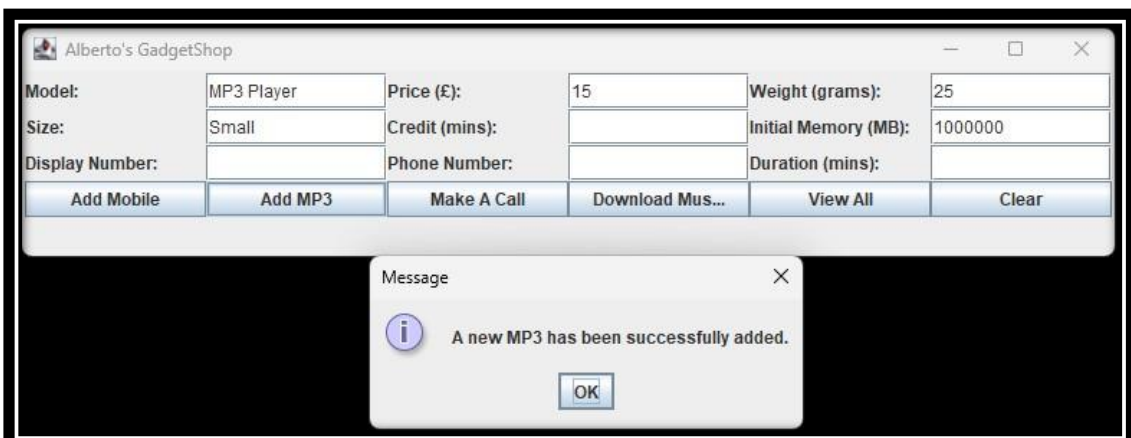 Alberto's GadgetShop
Model: MP3 Player Price (£): 15 Weight (grams): 25
Size: Small Credit (mins): Initial Memory (MB): 1000000
Display Number: Phone Number: Duration (mins):
Add Mobile Add MP3 Make A Call Download Mus... View All Clear
Message
i A new MP3 has been successfully added.
OK